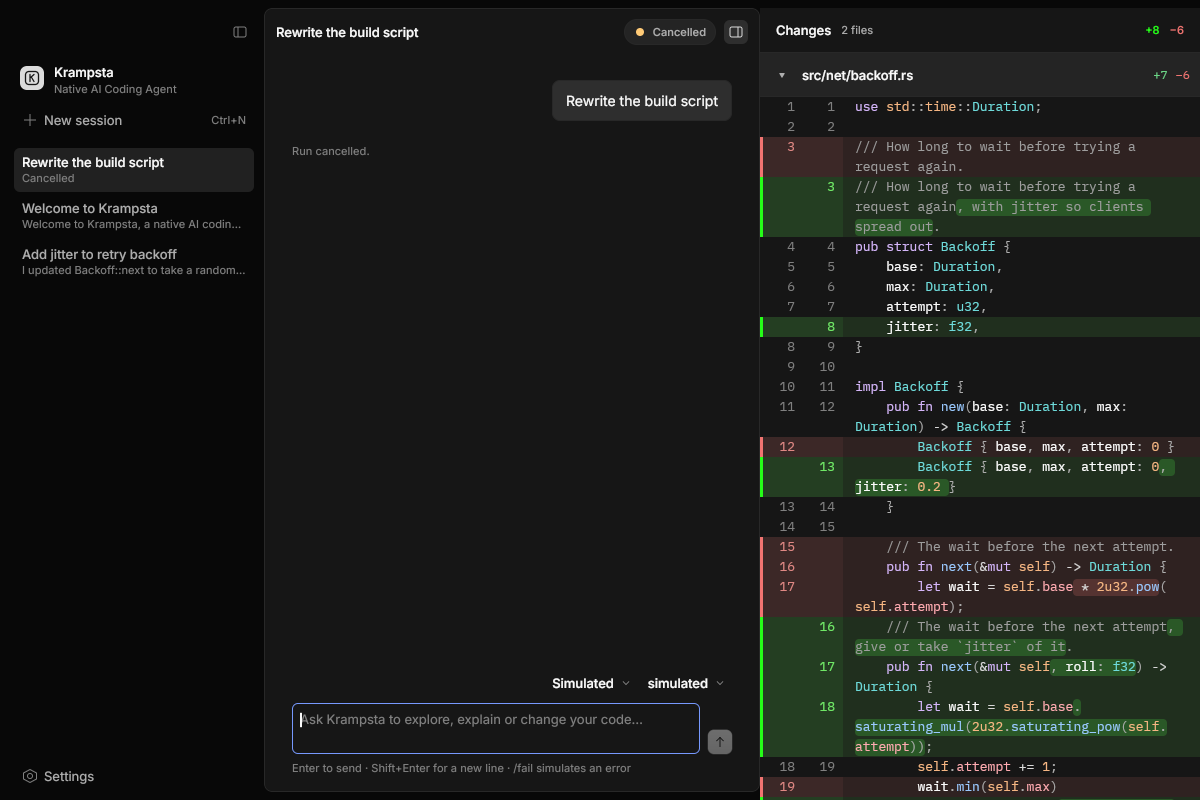 Krampsta
Native AI Coding Agent
New session Ctrl+N
Rewrite the build script
Cancelled
Welcome to Krampsta
Welcome to Krampsta, a native AI codin...
Add jitter to retry backoff
I updated Backoff::next to take a random...
Settings
Rewrite the build script Cancelled
Rewrite the build script
Run cancelled.
Simulated simulated
Ask Krampsta to explore, explain or change your code...
Enter to send · Shift+Enter for a new line · /fail simulates an error
Changes 2 files +8 −6
src/net/backoff.rs +7 −6
1 1 use std::time::Duration;
2 2
3 /// How long to wait before trying a
request again.
3 /// How long to wait before trying a
request again, with jitter so clients
spread out.
4 4 pub struct Backoff {
5 5 base: Duration,
6 6 max: Duration,
7 7 attempt: u32,
8 jitter: f32,
8 9 }
9 10
10 11 impl Backoff {
11 12 pub fn new(base: Duration, max:
Duration) -> Backoff {
12 Backoff { base, max, attempt: 0 }
13 Backoff { base, max, attempt: 0,
jitter: 0.2 }
13 14 }
14 15
15 /// The wait before the next attempt.
16 pub fn next(&mut self) -> Duration {
17 let wait = self.base * 2u32.pow(
self.attempt);
16 /// The wait before the next attempt,
give or take `jitter` of it.
17 pub fn next(&mut self, roll: f32) ->
Duration {
18 let wait = self.base.
saturating_mul(2u32.saturating_pow(self.
attempt));
18 19 self.attempt += 1;
19 wait.min(self.max)